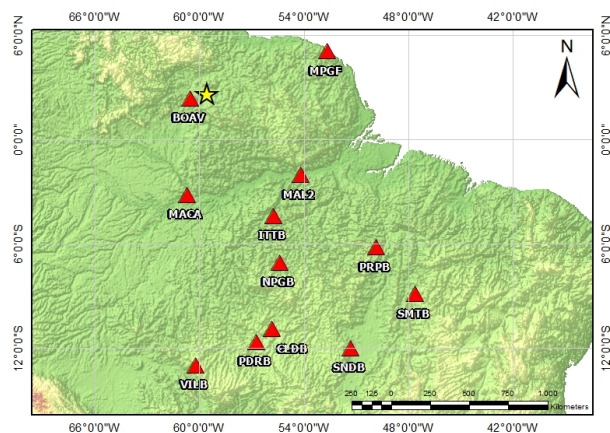 66°0'0"W 60°0'0"W 54°0'0"W 48°0'0"W 42°0'0"W
6°0'0"N 6°0'0"N
N
MPGF
BOAV
0°0'0" 0°0'0"
MAL2
MACA
ITTB
6°0'0"S 6°0'0"S
PRPB
NPGB
SMTB
CLDB
12°0'0"S 12°0'0"S
PDRB
SNDB
VILB
250 125 0 250 500 750 1.000
Kilometers
66°0'0"W 60°0'0"W 54°0'0"W 48°0'0"W 42°0'0"W